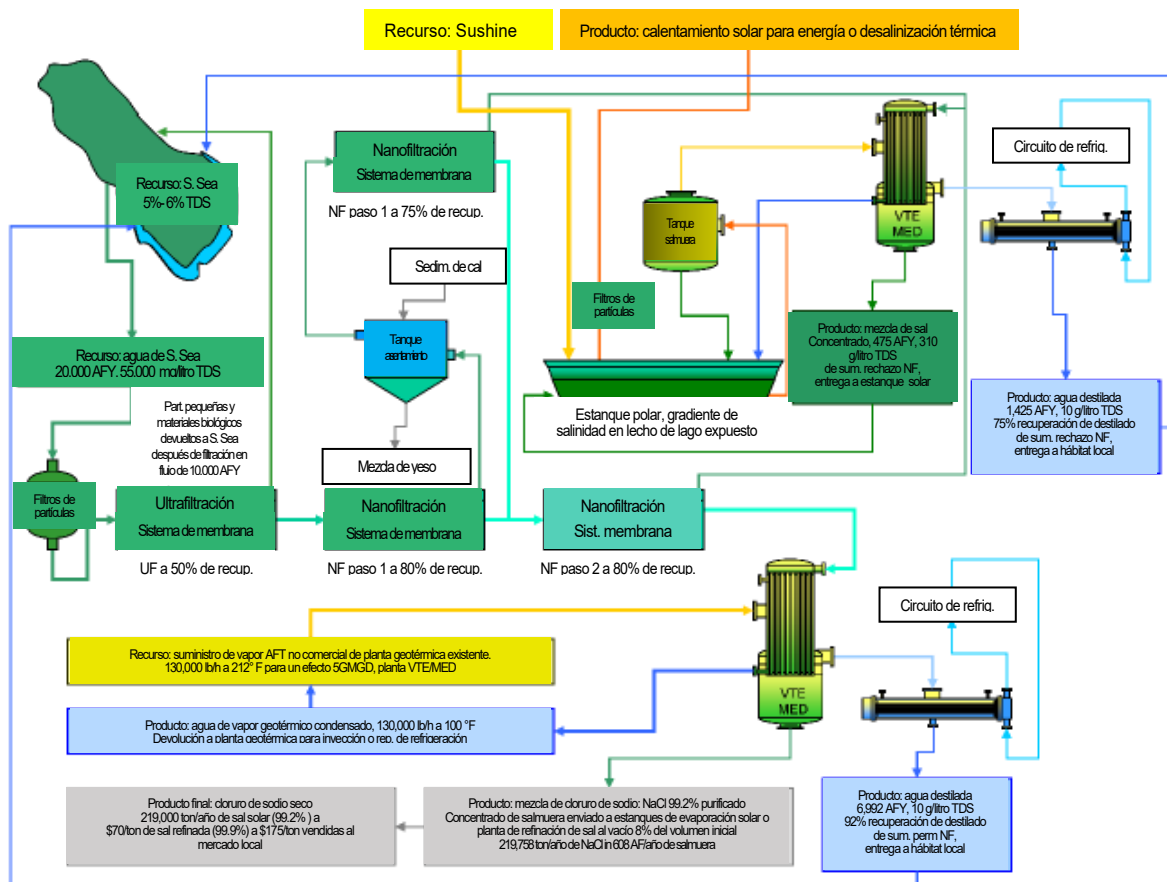 Recurso: Sushine
Producto: calentamiento solar para energía o desalinización térmica
Recurso: S. Sea
5%- 6% TDS
Nanofiltración
Sistema de membrana
NF paso 1 a 75% de recup.
Sedim. de cal
Tanque
asentamiento
Mezda de yeso
Tanque
salmuera
Filtros de
partículas
VTE
MED
Circuito de refrig.
Producto: mezcla de sal
Concentrado, 475 AFY, 310
g/litro TDS
de sum. rechazo NF,
entrega a estanque solar
Estanque polar, gradiente de
salinidad en lecho de lago expuesto
Producto: agua destilada
1,425 AFY, 10 g/litro TDS
75% recuperación de destilado
de sum. rechazo NF,
entrega a hábitat local
Recurso: agua de S. Sea
20.000 AFY. 55.000 mg/litro TDS
Part. pequeñas y
materiales biológicos
devueltos a S. Sea
después de filtración en
flujo de 10.000 AFY
Filtros de
partículas
Ultrafiltración
Sistema de membrana
UF a 50% de recup.
Nanofiltración
Sistema de membrana
NF paso 1 a 80% de recup.
Nanofiltración
Sist. membrana
NF paso 2 a 80% de recup.
Recurso: suministro de vapor AFT no comercial de planta geotérmica existente.
130,000 lb/h a 212° F para un efecto 5GMGD, planta VTE/MED
Producto: agua de vapor geotérmico condensado, 130,000 lb/h a 100 °F
Devolución a planta geotérmica para inyección o rep. de refrigeración
VTE
MED
Circuito de refrig.
Producto final: cloruro de sodio seco
219,000 ton/año de sal solar (99.2% ) a
$70/ton de sal refinada (99.9%) a $175/ton vendidas al
mercado local
Producto: mezcla de cloruro de sodio: NaCl 99.2% purificado
Concentrado de salmuera enviado a estanques de evaporación solar o
planta de refinación de sal al vacío 8% del volumen inicial
219,758 ton/año de NaCl in 608 AF/año de salmuera
Producto: agua destilada
6,992 AFY, 10 g/litro TDS
92% recuperación de destilado
de sum. perm NF,
entrega a hábitat local